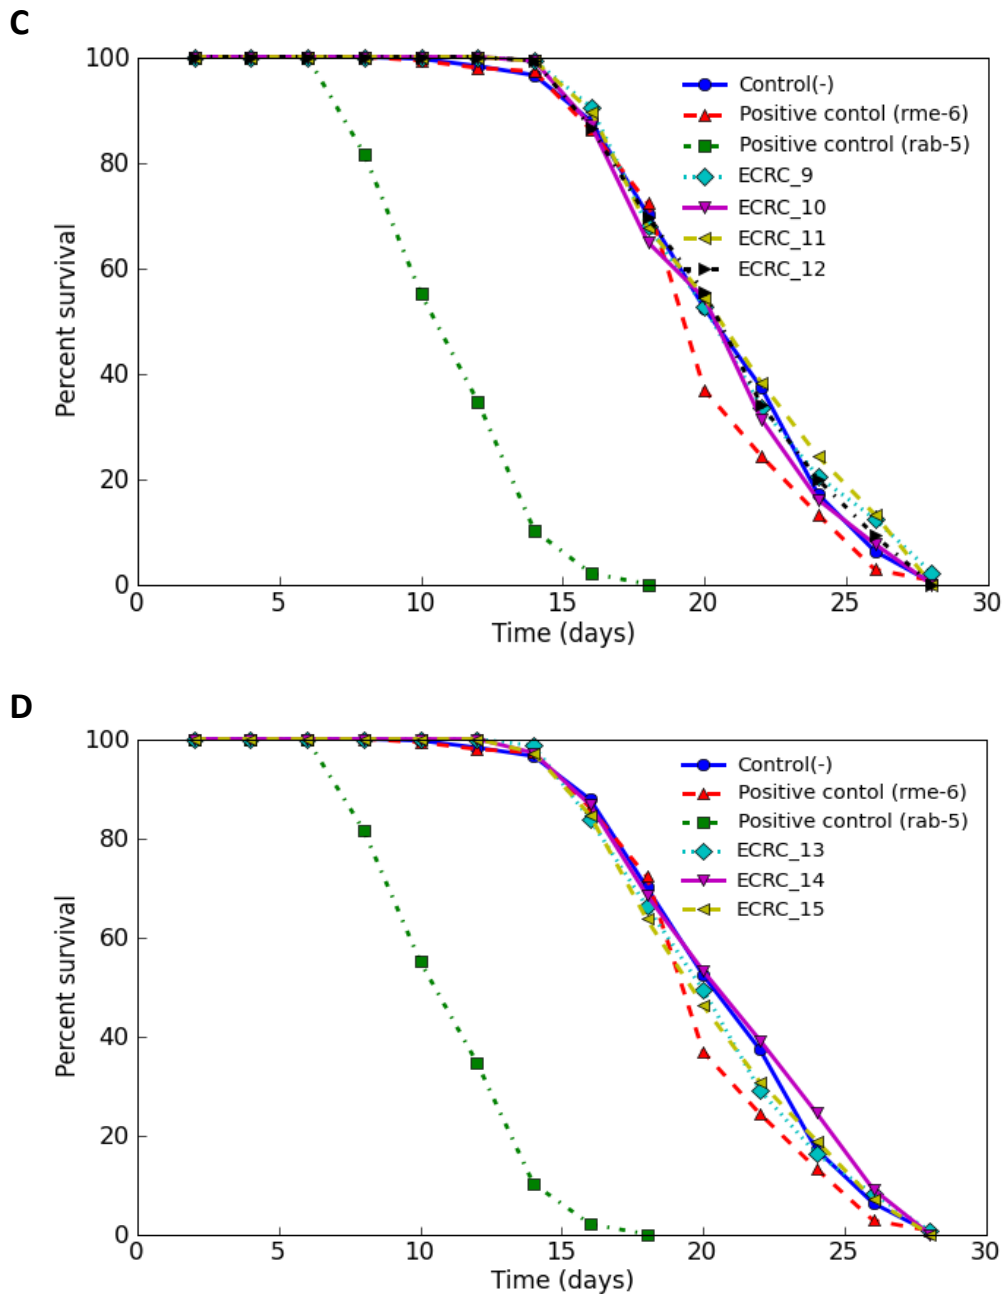 C
100
80
60
40
20
0
Percent survival
Control(-)
Positive contol (rme-6)
Positive control (rab-5)
ECRC_9
ECRC_10
ECRC_11
ECRC_12
0 5 10 15 20 25 30
Time (days)
D
100
80
60
40
20
0
Percent survival
Control(-)
Positive contol (rme-6)
Positive control (rab-5)
ECRC_13
ECRC_14
ECRC_15
0 5 10 15 20 25 30
Time (days)